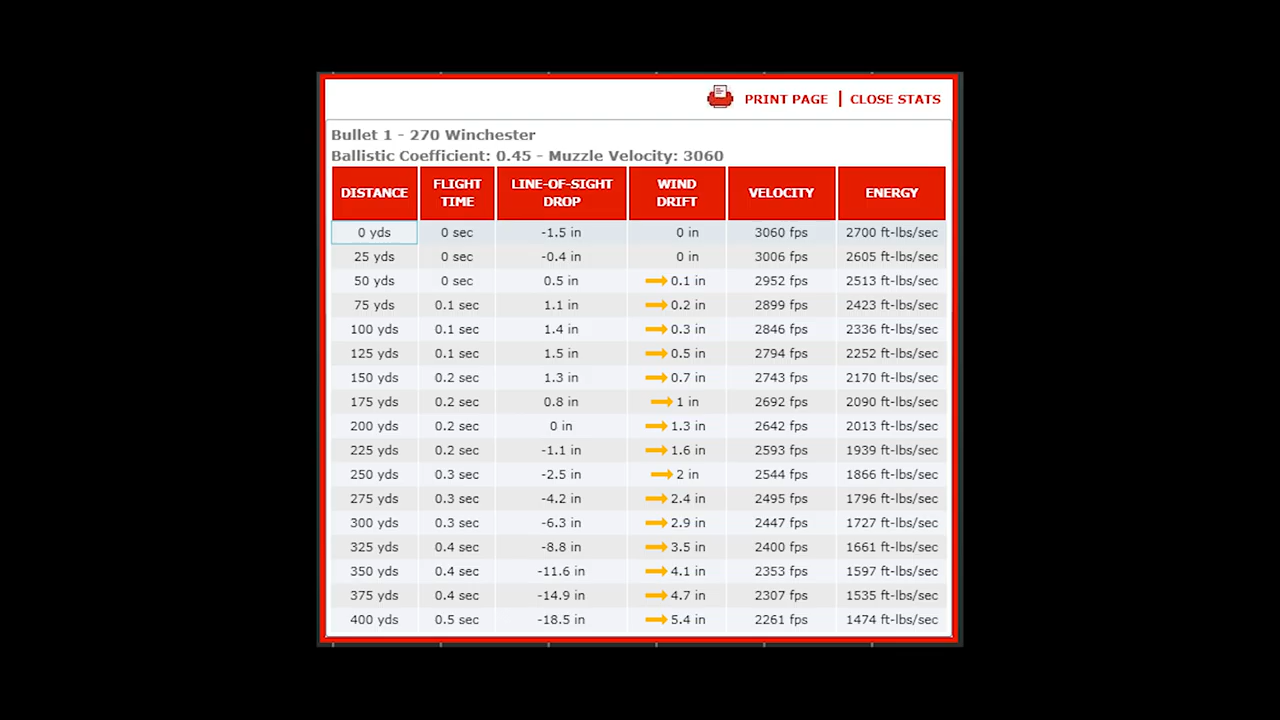 PRINT PAGE | CLOSE STATS
Bullet 1 - 270 Winchester
Ballistic Coefficient: 0.45 - Muzzle Velocity: 3060
DISTANCE FLIGHT TIME LINE-OF-SIGHT DROP WIND DRIFT VELOCITY ENERGY
0 yds 0 sec -1.5 in 0 in 3060 fps 2700 ft-lbs/sec
25 yds 0 sec -0.4 in 0 in 3006 fps 2605 ft-lbs/sec
50 yds 0 sec 0.5 in 0.1 in 2952 fps 2513 ft-lbs/sec
75 yds 0.1 sec 1.1 in 0.2 in 2899 fps 2423 ft-lbs/sec
100 yds 0.1 sec 1.4 in 0.3 in 2846 fps 2336 ft-lbs/sec
125 yds 0.1 sec 1.5 in 0.5 in 2794 fps 2252 ft-lbs/sec
150 yds 0.2 sec 1.3 in 0.7 in 2743 fps 2170 ft-lbs/sec
175 yds 0.2 sec 0.8 in 1 in 2692 fps 2090 ft-lbs/sec
200 yds 0.2 sec 0 in 1.3 in 2642 fps 2013 ft-lbs/sec
225 yds 0.2 sec -1.1 in 1.6 in 2593 fps 1939 ft-lbs/sec
250 yds 0.3 sec -2.5 in 2 in 2544 fps 1866 ft-lbs/sec
275 yds 0.3 sec -4.2 in 2.4 in 2495 fps 1796 ft-lbs/sec
300 yds 0.3 sec -6.3 in 2.9 in 2447 fps 1727 ft-lbs/sec
325 yds 0.4 sec -8.8 in 3.5 in 2400 fps 1661 ft-lbs/sec
350 yds 0.4 sec -11.6 in 4.1 in 2353 fps 1597 ft-lbs/sec
375 yds 0.4 sec -14.9 in 4.7 in 2307 fps 1535 ft-lbs/sec
400 yds 0.5 sec -18.5 in 5.4 in 2261 fps 1474 ft-lbs/sec